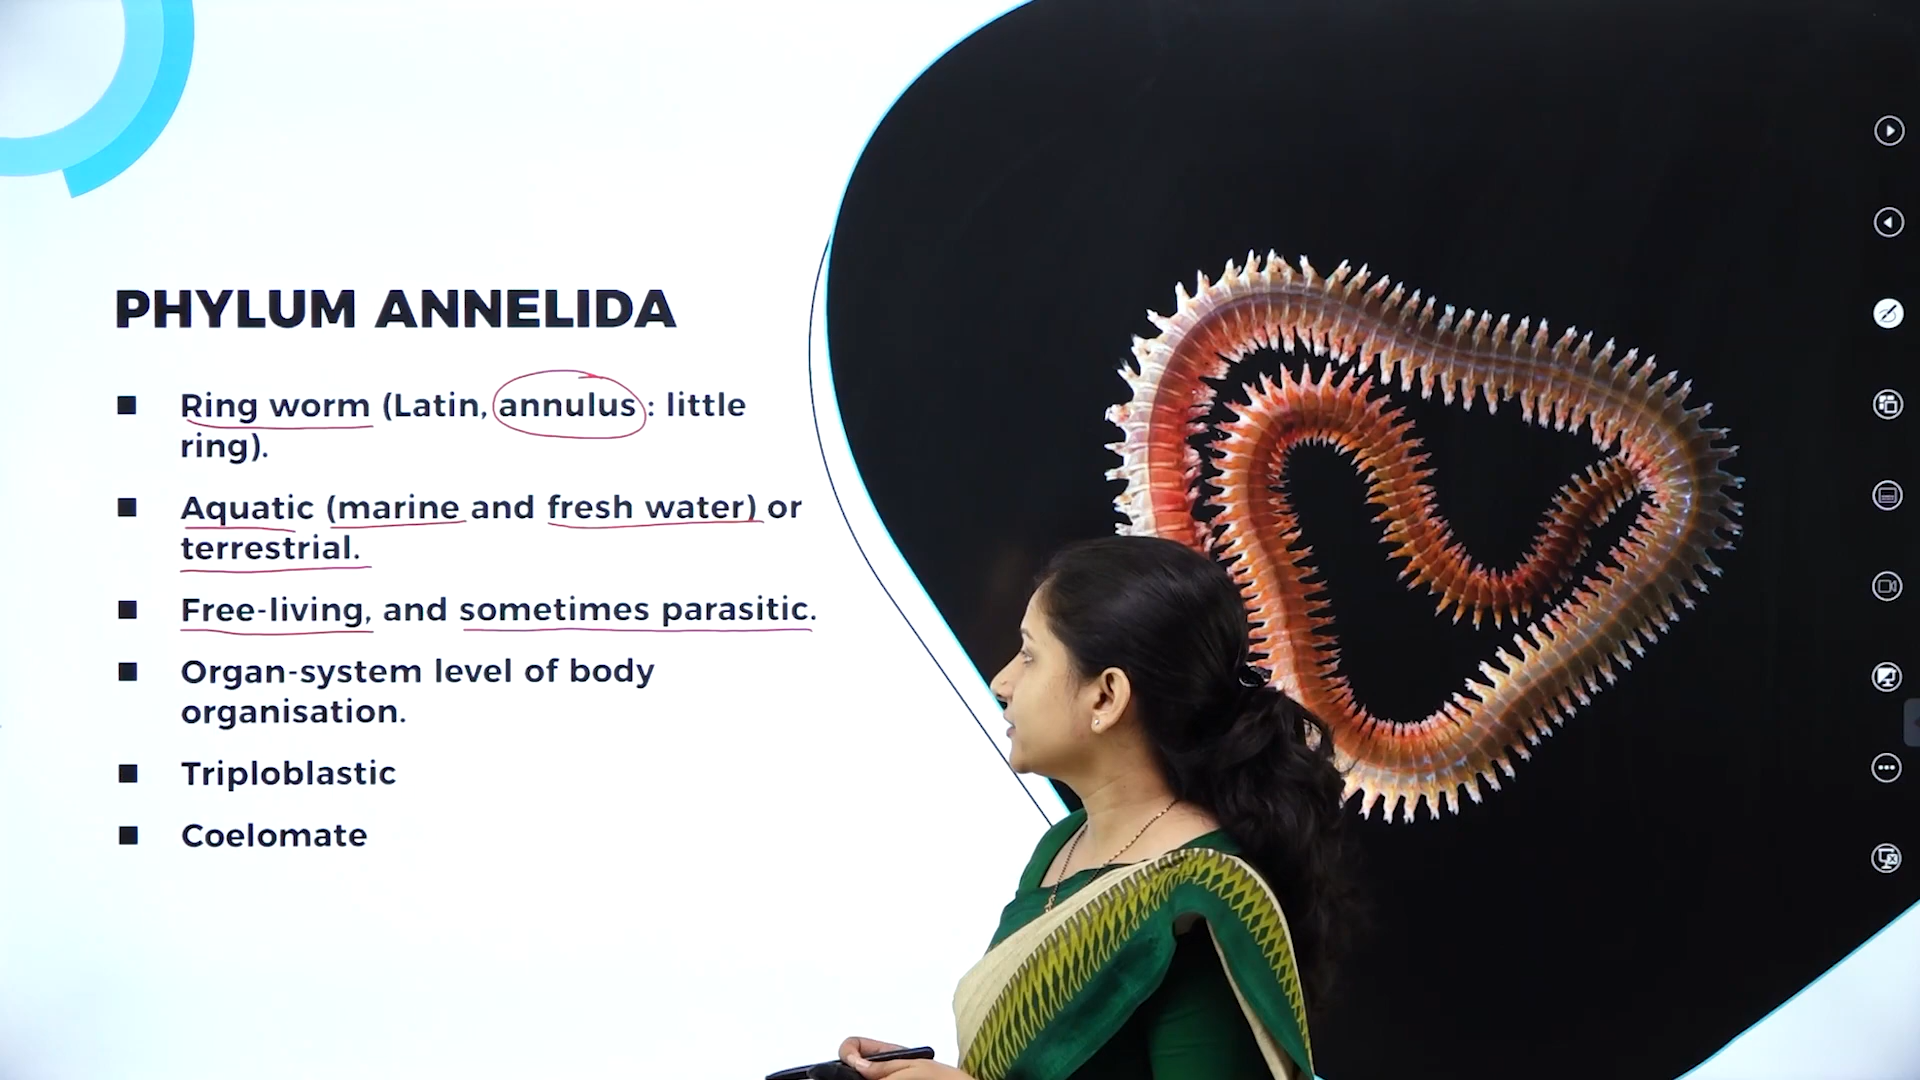 PHYLUM ANNELIDA
Ring worm (Latin, annulus : little
ring).
Aquatic (marine and fresh water) or
terrestrial.
Free-living, and sometimes parasitic.
Organ-system level of body
organisation.
Triploblastic
Coelomate